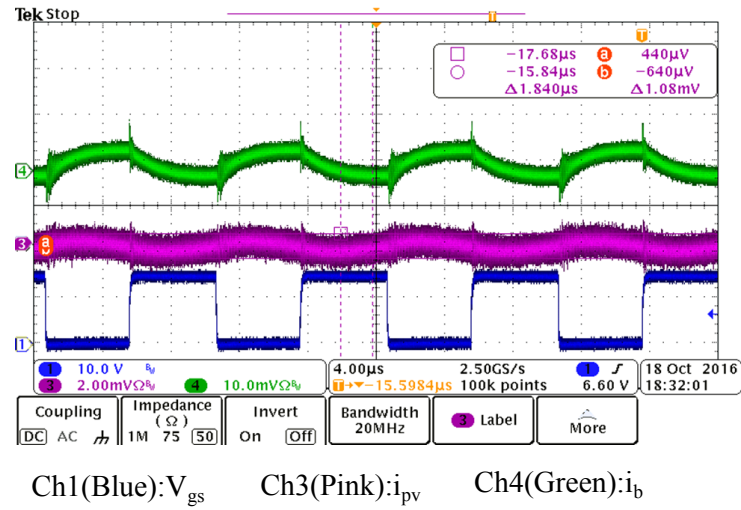 Tek Stop
T
T
−17.68µs a 440µV
−15.84µs b −640µV
Δ1.840µs Δ1.08mV
4
3
a
1
1 10.0 V BW
3 2.00mVΩBW 4 10.0mVΩBW
4.00µs 2.50GS/s
T→▼−15.5984µs 100k points
1 6.60 V
18 Oct 2016
18:32:01
Coupling
DC AC
Impedance
(Ω)
1M 75 50
Invert
On Off
Bandwidth
20MHz
3 Label
More
Ch1(Blue):Vgs Ch3(Pink):ipv Ch4(Green):ib